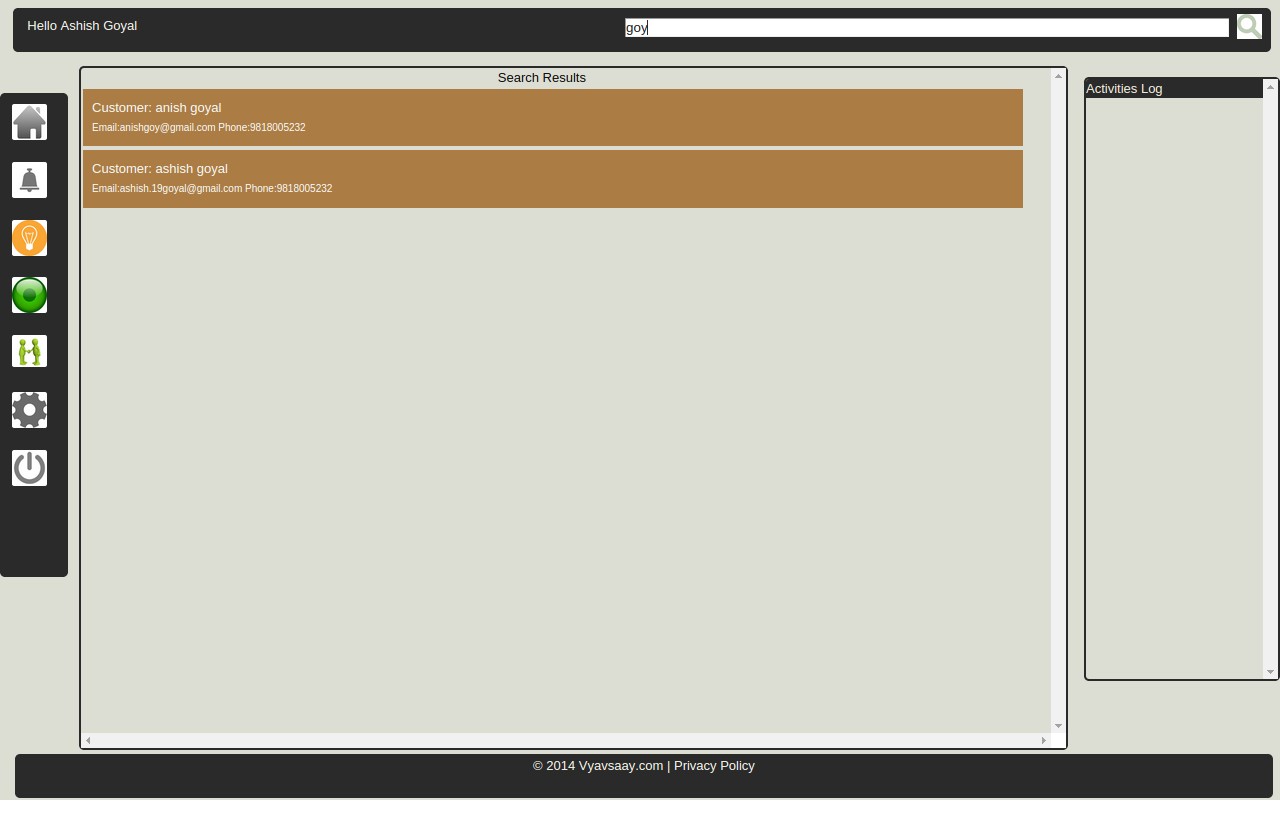 Hello Ashish Goyal
goy
Search Results
Customer: anish goyal
Email:anishgoy@gmail.com Phone:9818005232
Customer: ashish goyal
Email:ashish.19goyal@gmail.com Phone:9818005232
Activities Log
© 2014 Vyavsaay.com | Privacy Policy